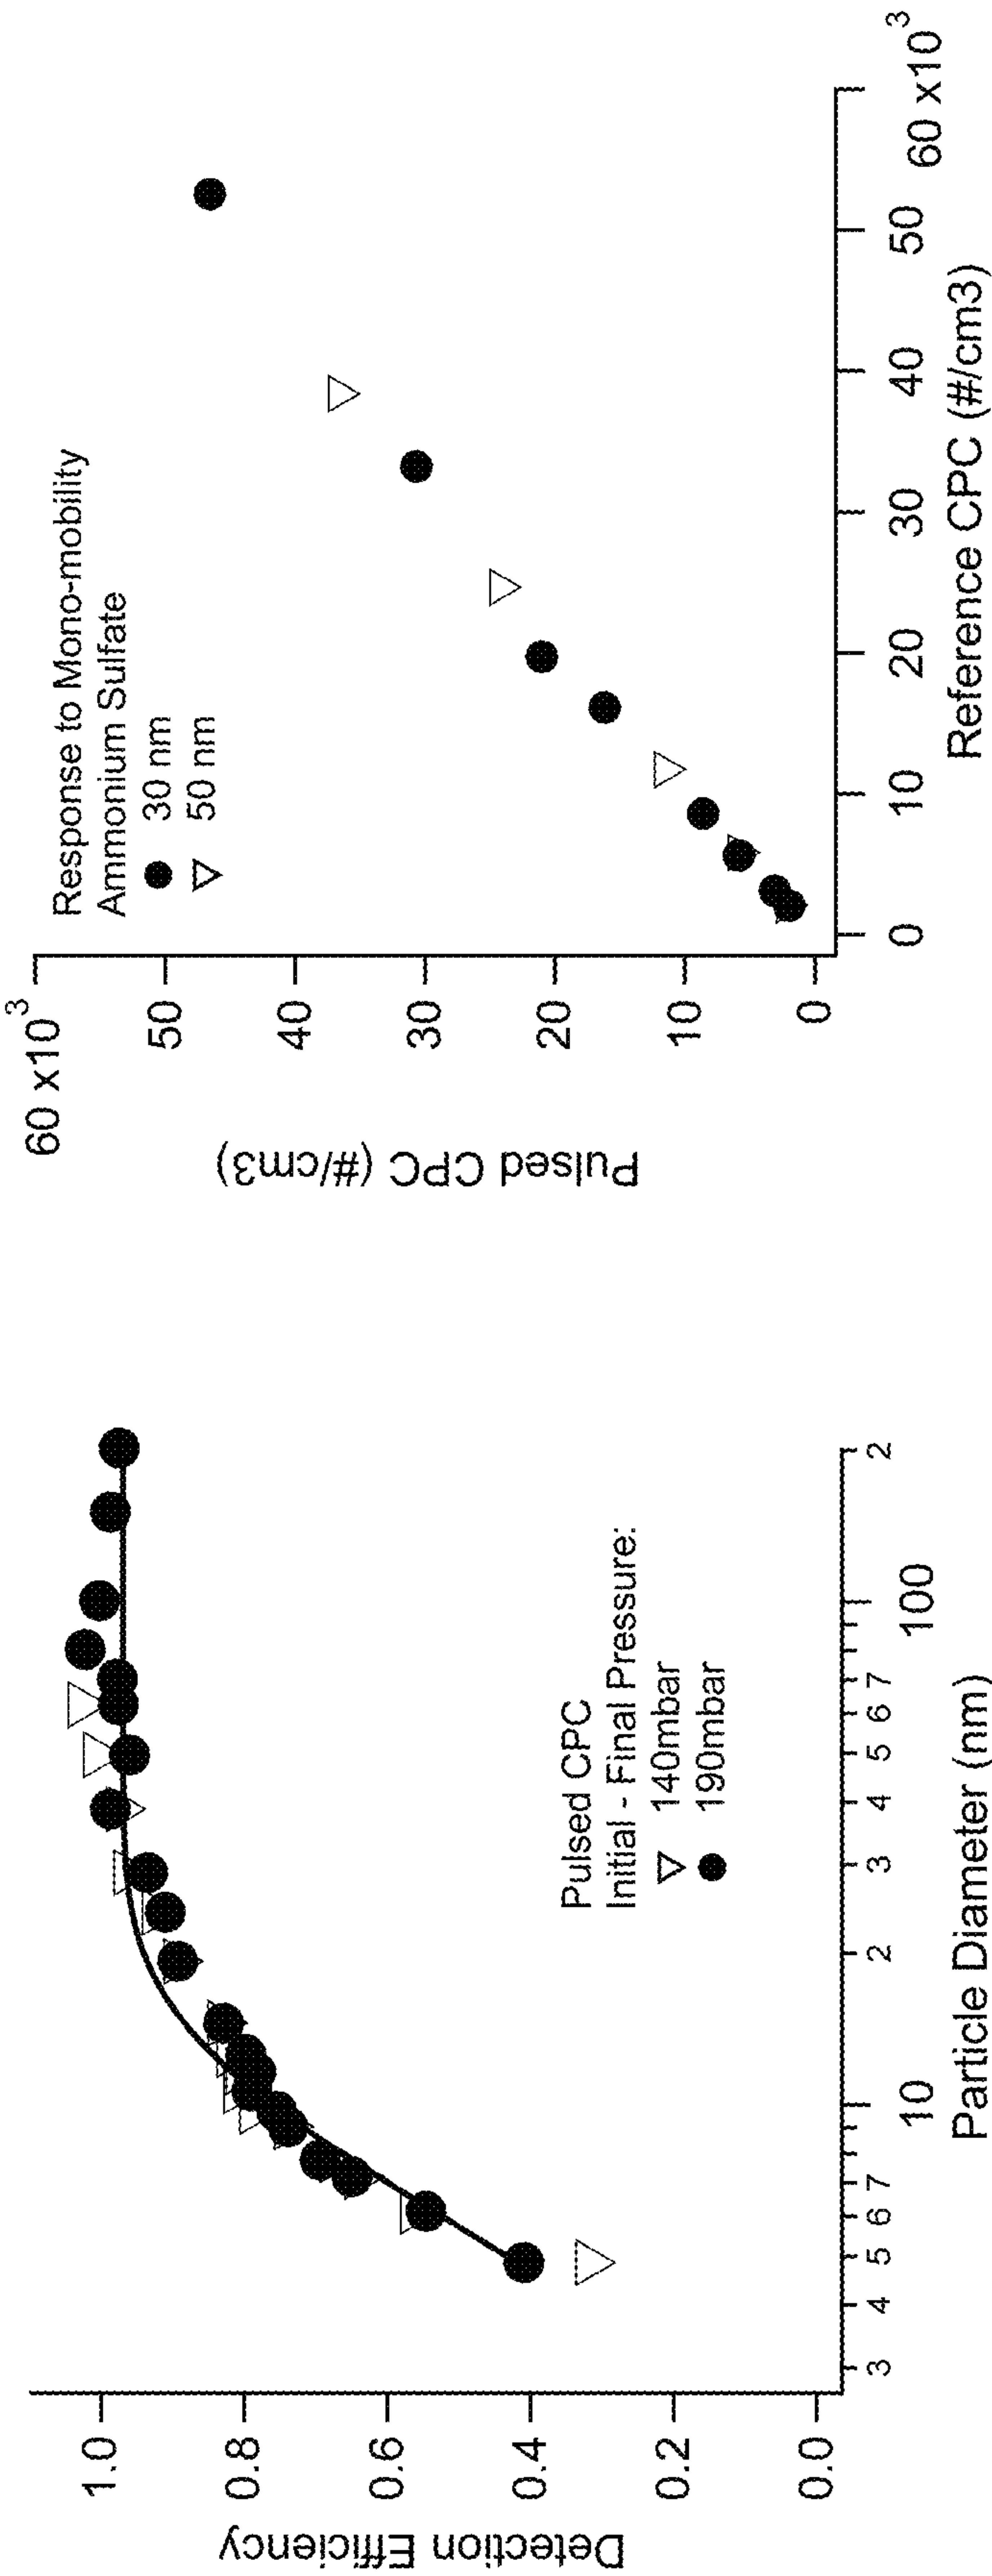 Detection Efficiency
1.0
0.8
0.6
0.4
0.2
0.0
Pulsed CPC
Initial - Final Pressure:
140mbar
190mbar
3 4 5 6 7 10 2 3 4 5 6 7 100 2
Particle Diameter (nm)
Pulsed CPC (#/cm3)
60 x10³
50
40
30
20
10
0
Response to Mono-mobility
Ammonium Sulfate
30 nm
50 nm
0 10 20 30 40 50 60 x10³
Reference CPC (#/cm3)